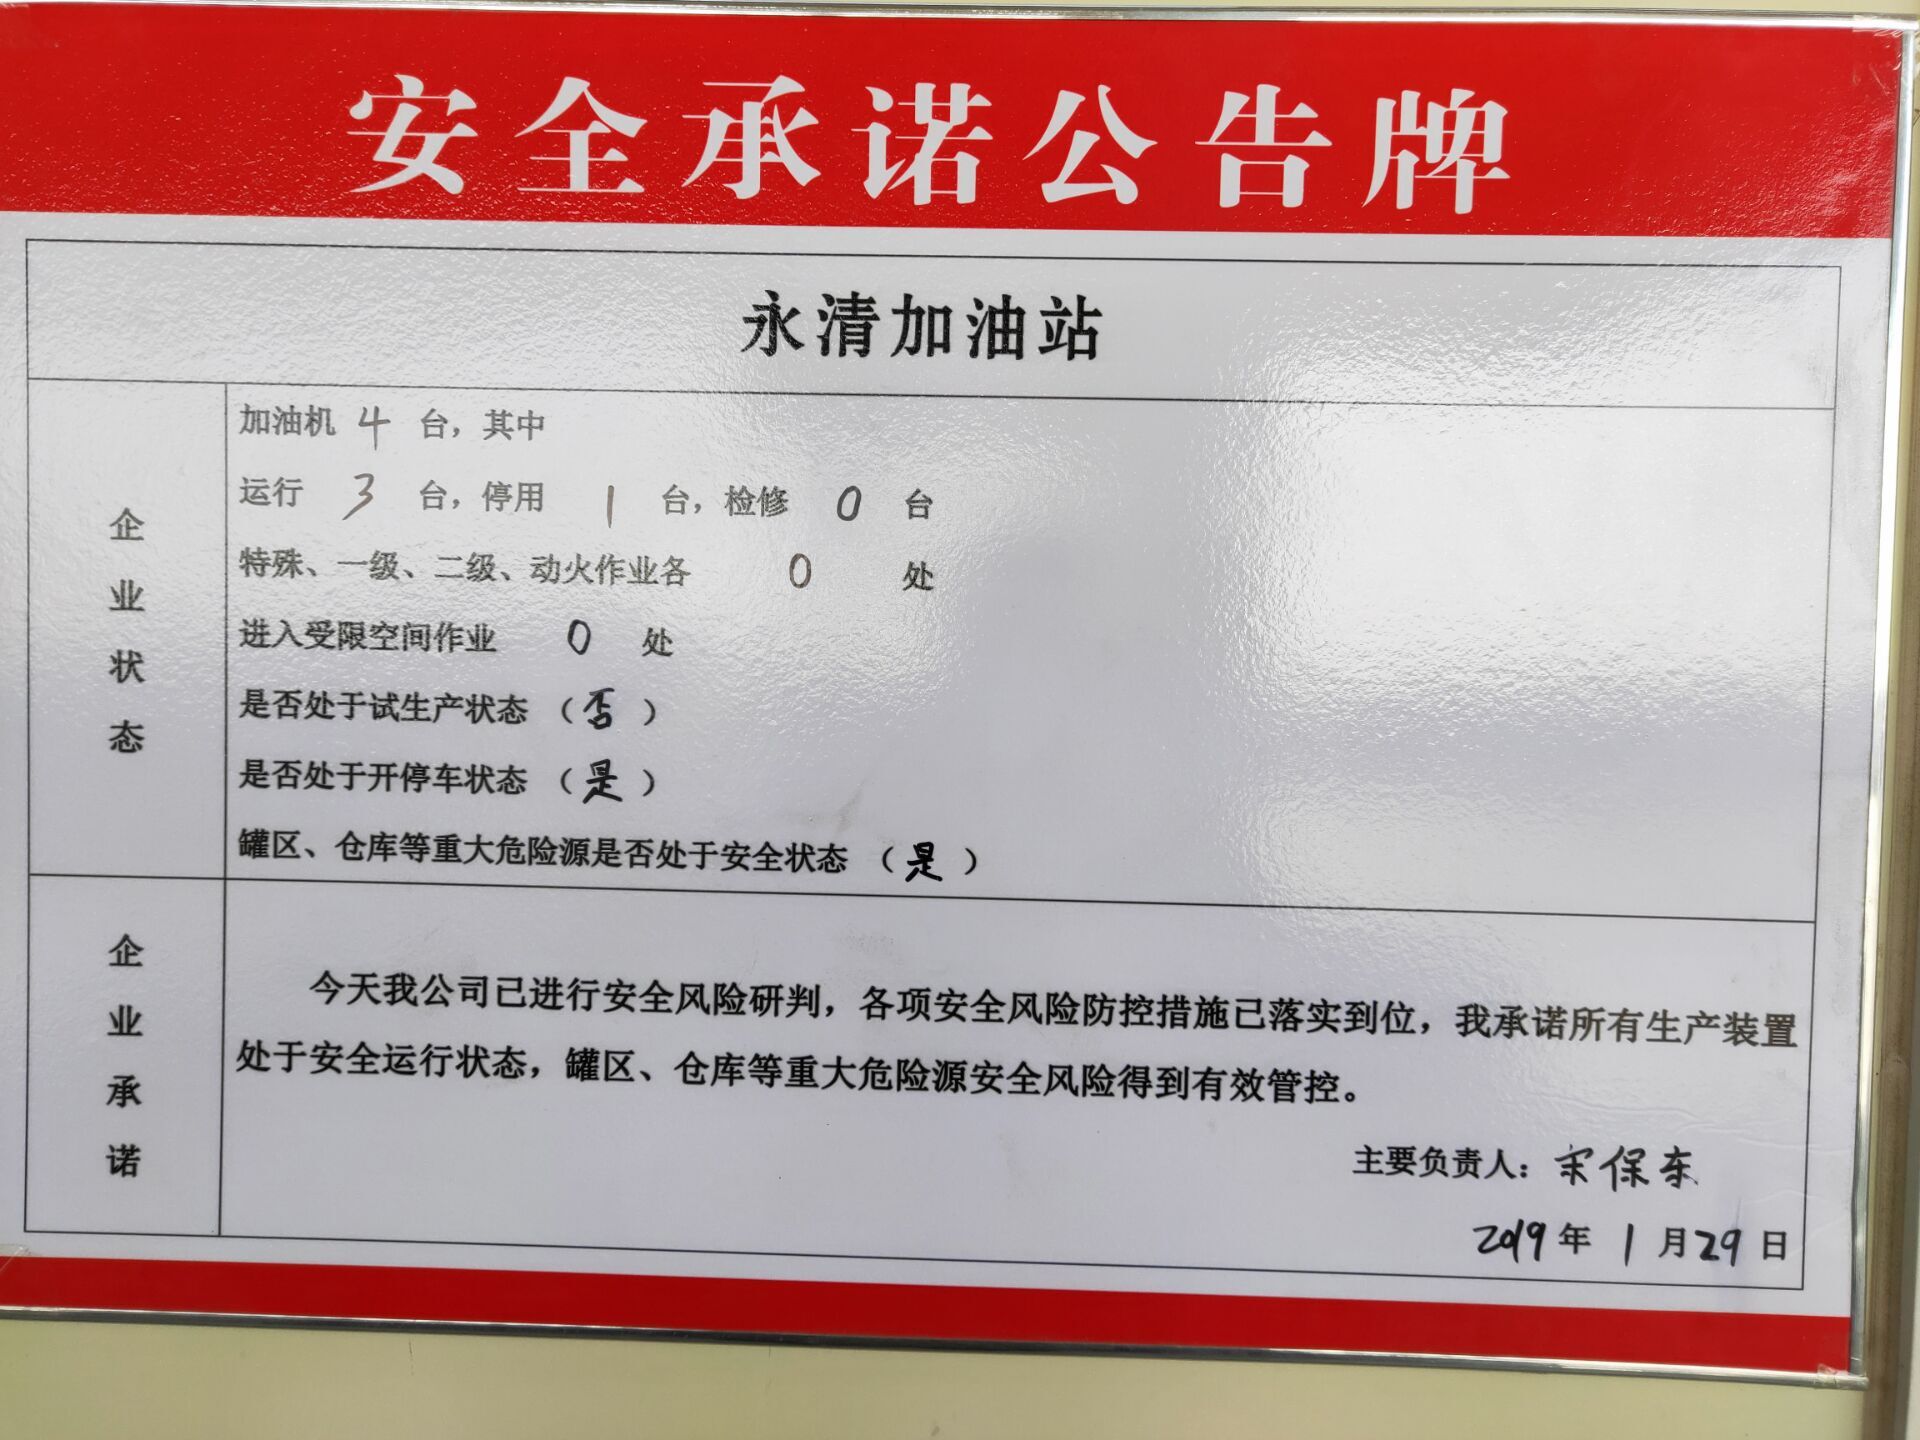 安全承诺公告牌
永清加油站
企业状态
加油机 4 台，其中
运行 3 台，停用 1 台，检修 0 台
特殊、一级、二级、动火作业各 0 处
进入受限空间作业 0 处
是否处于试生产状态（否）
是否处于开停车状态（是）
罐区、仓库等重大危险源是否处于安全状态（是）
企业承诺
今天我公司已进行安全风险研判，各项安全风险防控措施已落实到位，我承诺所有生产装置
处于安全运行状态，罐区、仓库等重大危险源安全风险得到有效管控。
主要负责人：宋保东
2019年 1 月29日